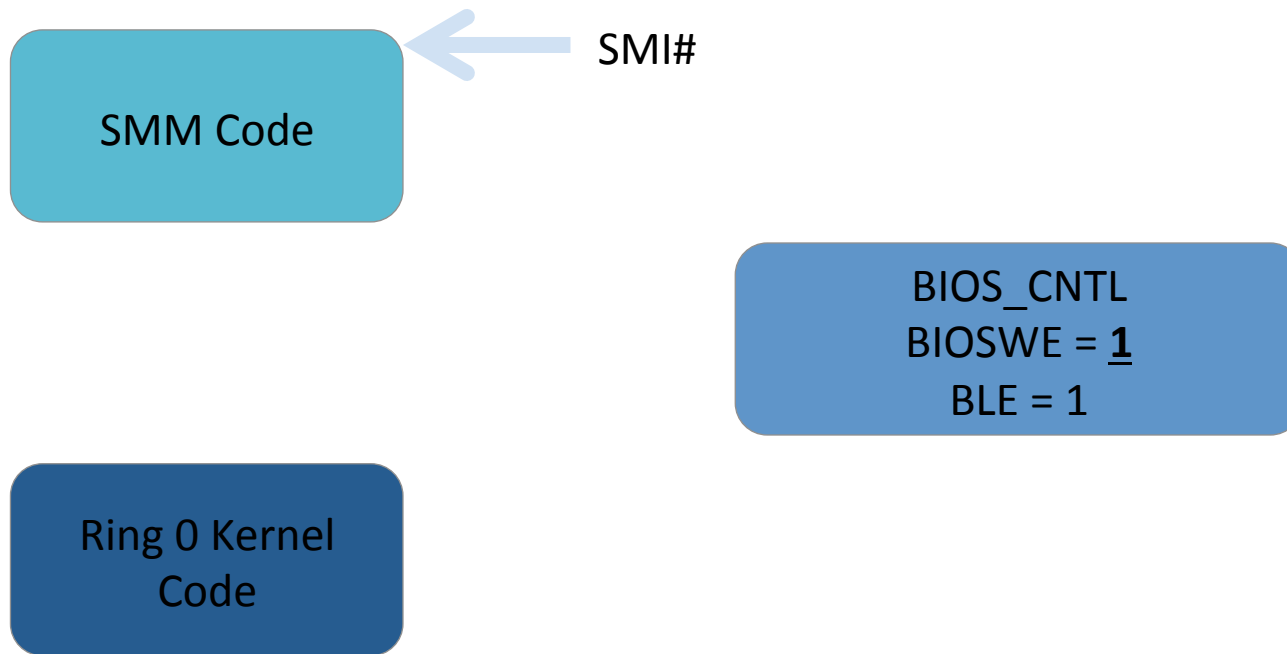 SMI#
SMM Code
BIOS_CNTL
BIOSWE = 1
BLE = 1
Ring 0 Kernel
Code